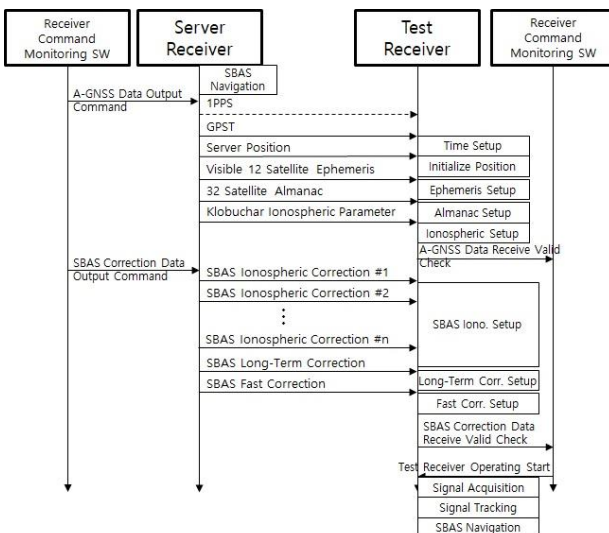 Receiver
Command
Monitoring SW
Server
Receiver
Test
Receiver
Receiver
Command
Monitoring SW
SBAS
Navigation
A-GNSS Data Output
Command
1PPS
GPST
Server Position
Time Setup
Visible 12 Satellite Ephemeris
Initialize Position
32 Satellite Almanac
Ephemeris Setup
Klobuchar Ionospheric Parameter
Almanac Setup
Ionospheric Setup
A-GNSS Data Receive Valid
Check
SBAS Correction Data
Output Command
SBAS Ionospheric Correction #1
SBAS Ionospheric Correction #2
SBAS Iono. Setup
SBAS Ionospheric Correction #n
SBAS Long-Term Correction
Long-Term Corr. Setup
SBAS Fast Correction
Fast Corr. Setup
SBAS Correction Data
Receive Valid Check
Test Receiver Operating Start
Signal Acquisition
Signal Tracking
SBAS Navigation